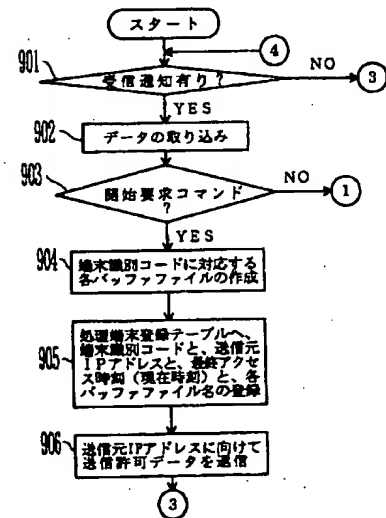 スタート
4
901
受信通知有り?
NO
3
YES
902
データの取り込み
903
開始要求コマンド
?
NO
1
YES
904
端末識別コードに対応する
各バッファファイルの作成
905
処理端末登録テーブルへ、
端末識別コードと、送信元
IPアドレスと、最終アクセ
ス時刻(現在時刻)と、各
バッファファイル名の登録
906
送信元IPアドレスに向けて
送信許可データを返信
3